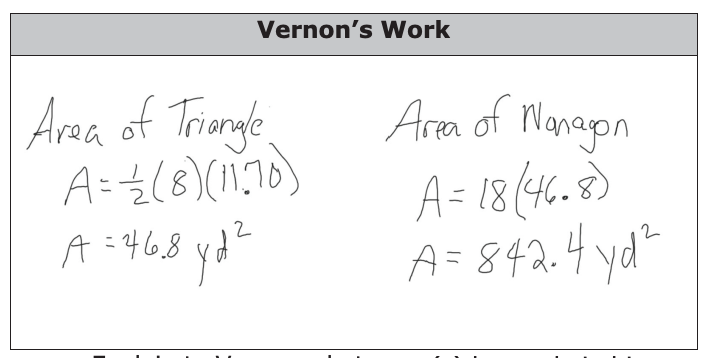 Vernon's Work
Area of Triangle
A = 1/2 (8)(11.70)
A = 46.8 yd²
Area of Nonagon
A = 18(46.8)
A = 842.4 yd²